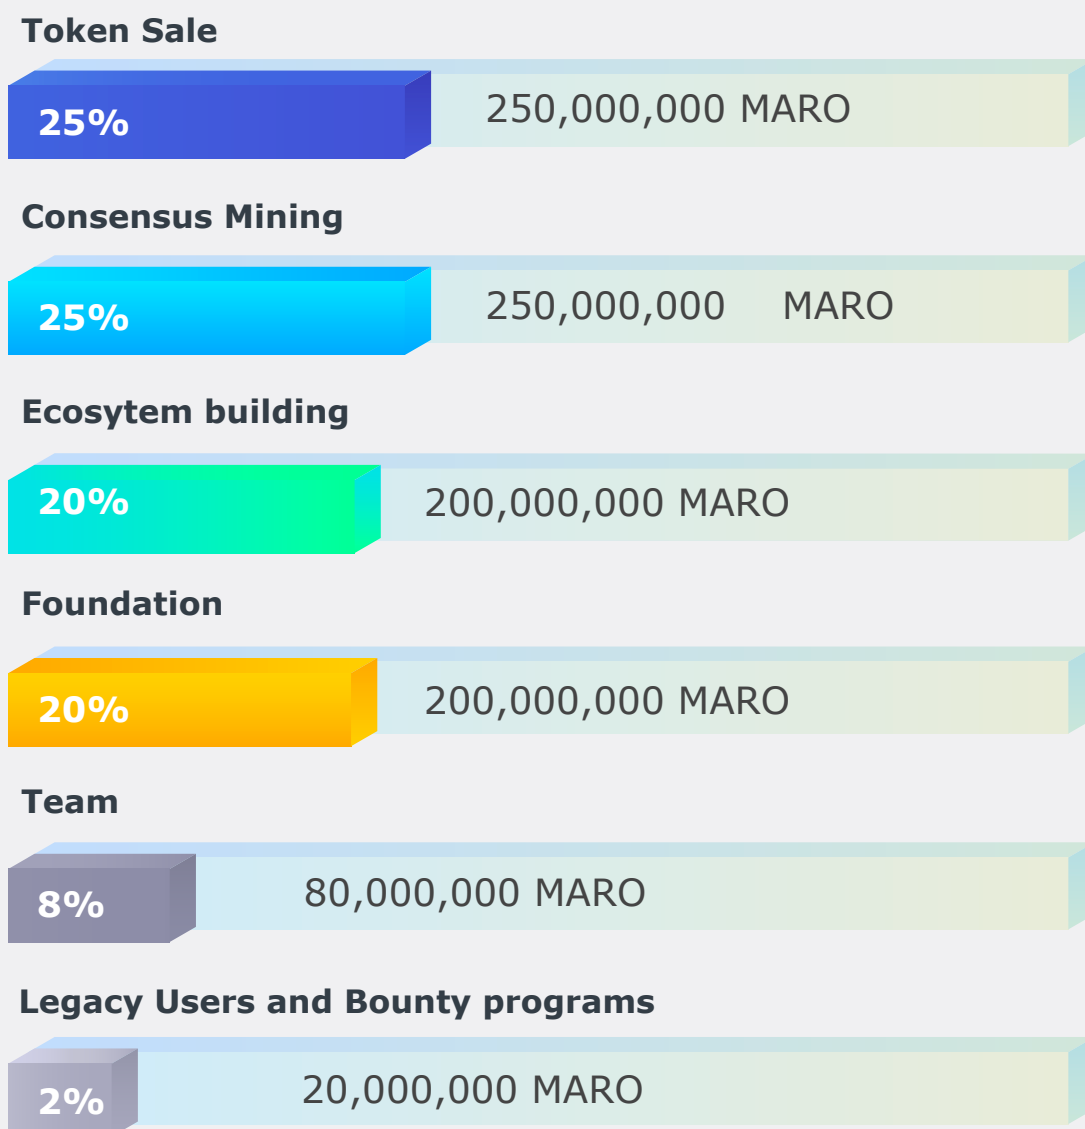 Token Sale
25% 250,000,000 MARO
Consensus Mining
25% 250,000,000 MARO
Ecosytem building
20% 200,000,000 MARO
Foundation
20% 200,000,000 MARO
Team
8% 80,000,000 MARO
Legacy Users and Bounty programs
2% 20,000,000 MARO